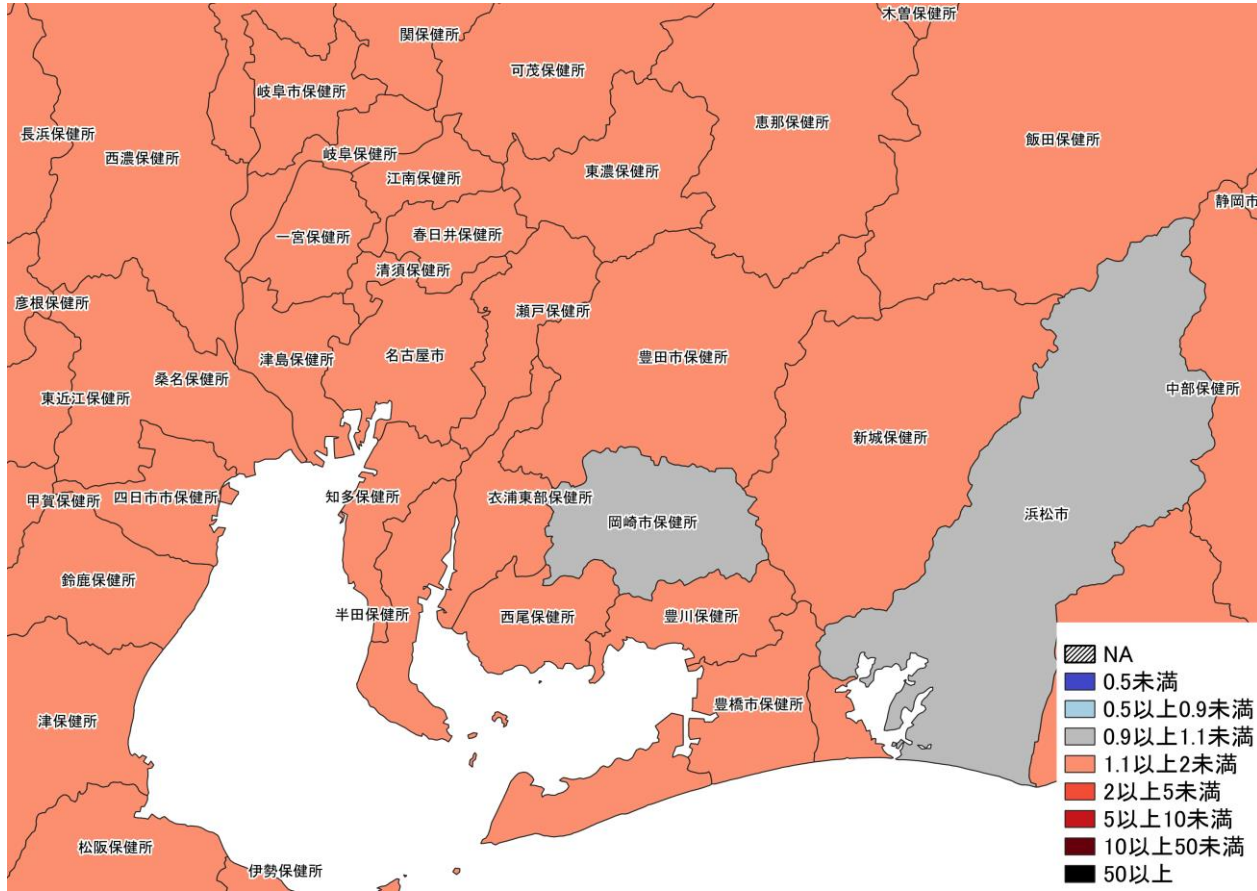 木曽保健所
関保健所
可茂保健所
岐阜市保健所
恵那保健所
長浜保健所
西濃保健所
岐阜保健所
飯田保健所
江南保健所
東濃保健所
静岡市
一宮保健所
春日井保健所
清須保健所
彦根保健所
瀬戸保健所
津島保健所
名古屋市
豊田市保健所
桑名保健所
東近江保健所
中部保健所
新城保健所
甲賀保健所
四日市市保健所
知多保健所
衣浦東部保健所
岡崎市保健所
浜松市
鈴鹿保健所
半田保健所
西尾保健所
豊川保健所
津保健所
豊橋市保健所
松阪保健所
伊勢保健所
NA
0.5未満
0.5以上0.9未満
0.9以上1.1未満
1.1以上2未満
2以上5未満
5以上10未満
10以上50未満
50以上